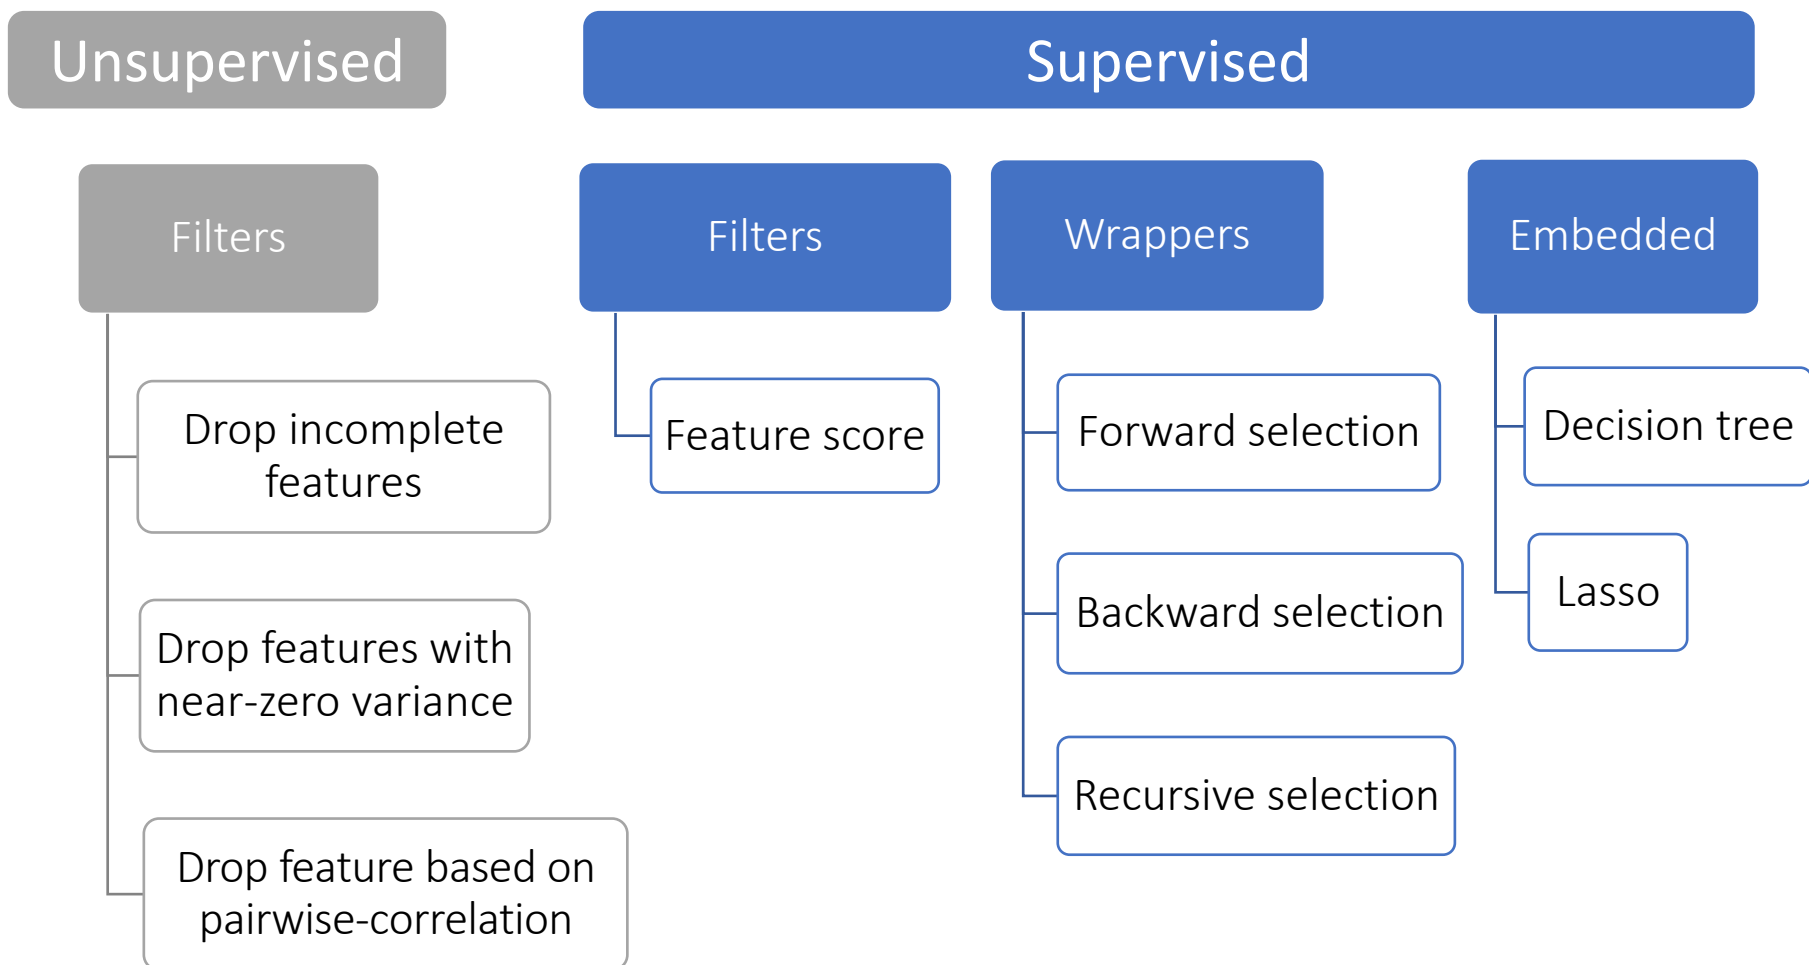 Unsupervised
Supervised
Filters
Filters
Wrappers
Embedded
Drop incomplete
features
Drop features with
near-zero variance
Drop feature based on
pairwise-correlation
Feature score
Forward selection
Backward selection
Recursive selection
Decision tree
Lasso